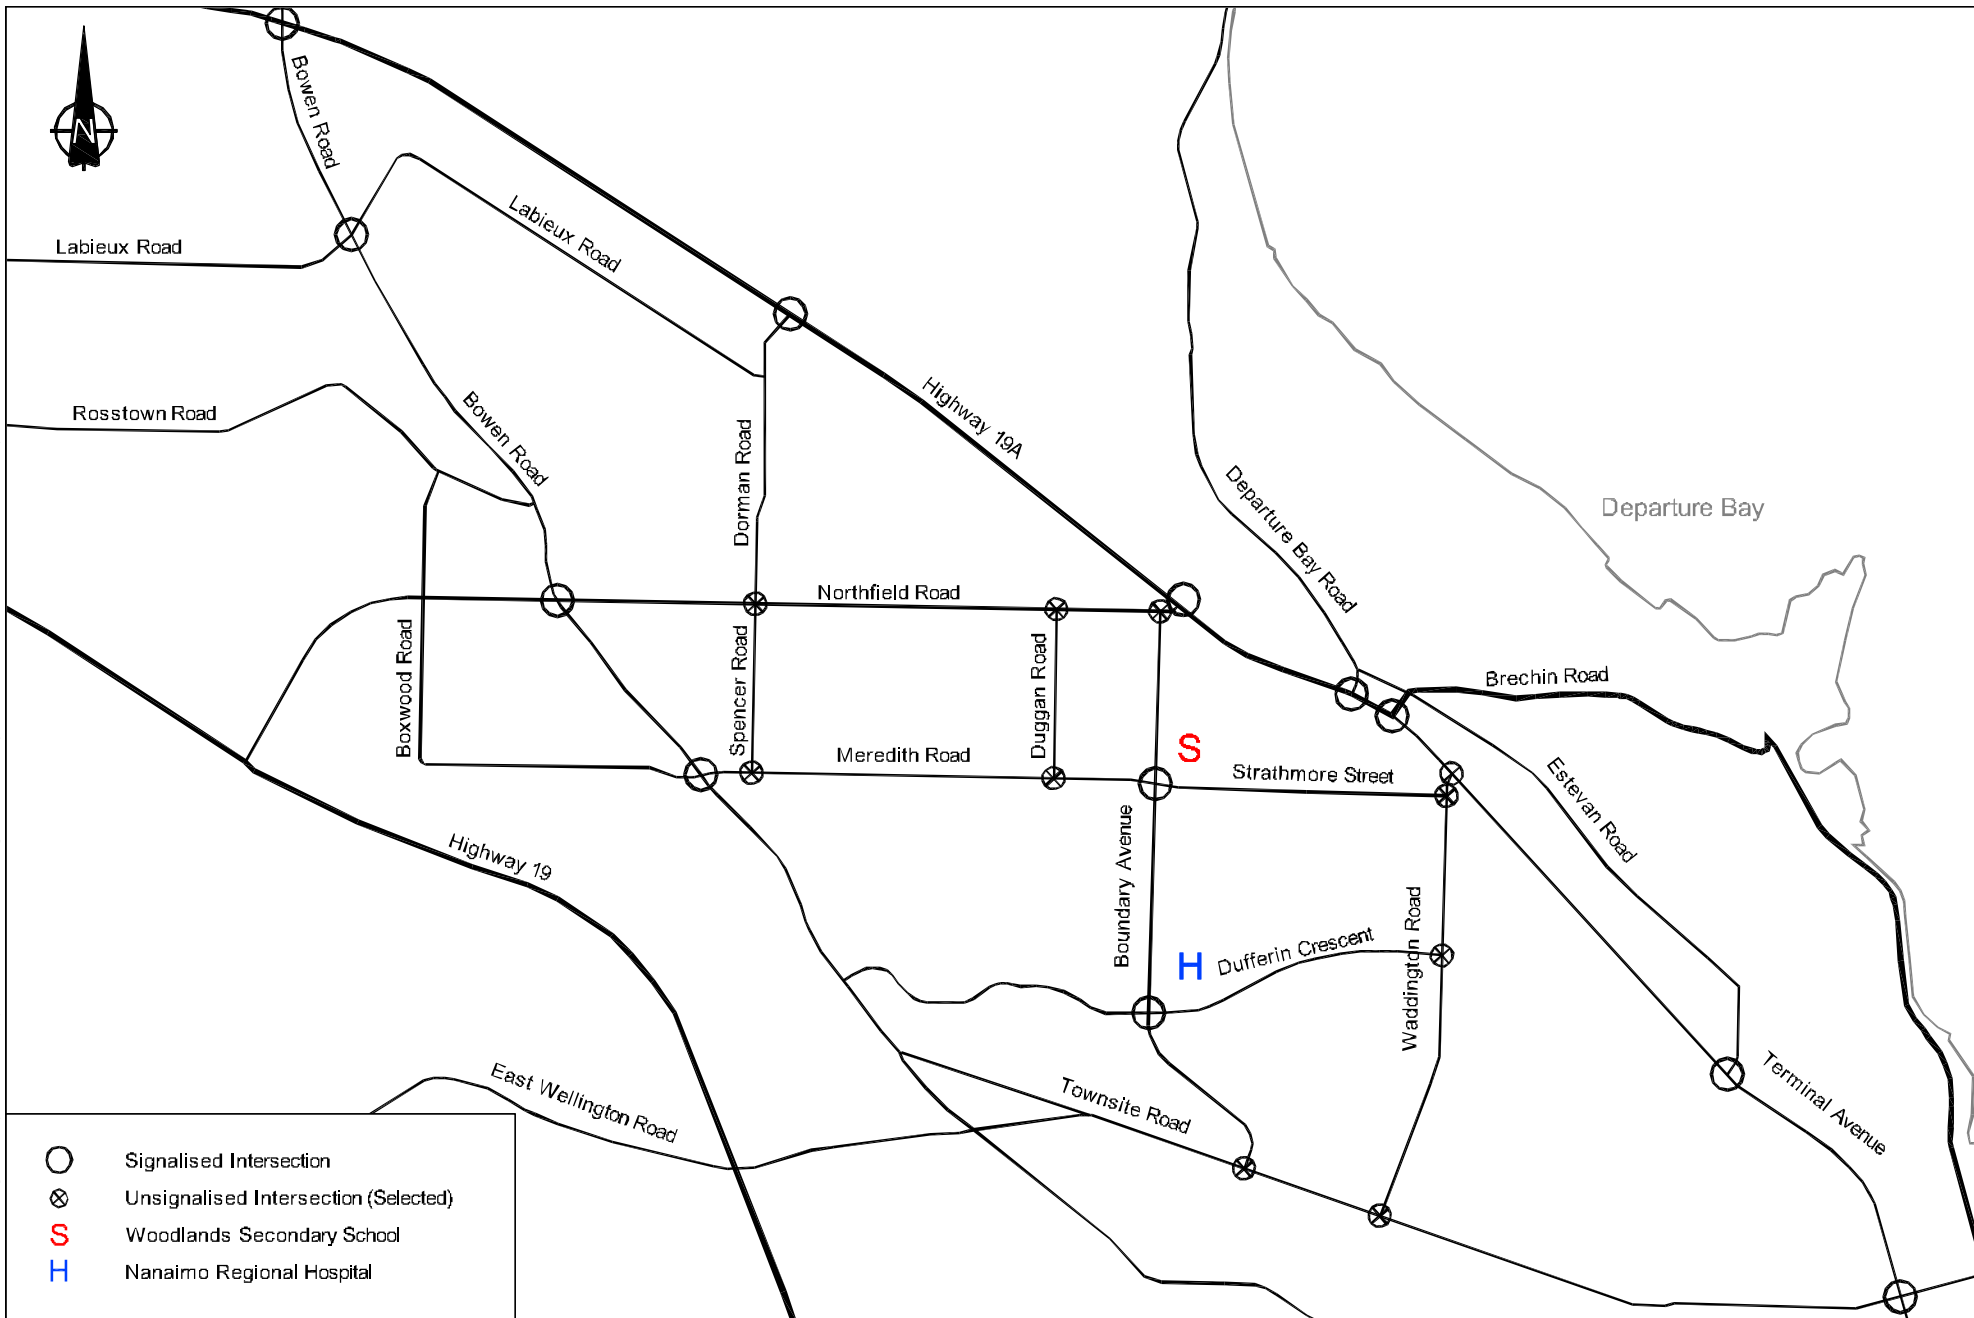 N
Bowen Road
Labieux Road
Labieux Road
Rosstown Road
Bowen Road
Highway 19A
Dorman Road
Departure Bay Road
Departure Bay
Northfield Road
Boxwood Road
Spencer Road
Duggan Road
Brechin Road
S
Meredith Road
Strathmore Street
Estevan Road
Highway 19
Boundary Avenue
H
Dufferin Crescent
Waddington Road
East Wellington Road
Townsite Road
Terminal Avenue
Signalised Intersection
Unsignalised Intersection (Selected)
S Woodlands Secondary School
H Nanaimo Regional Hospital